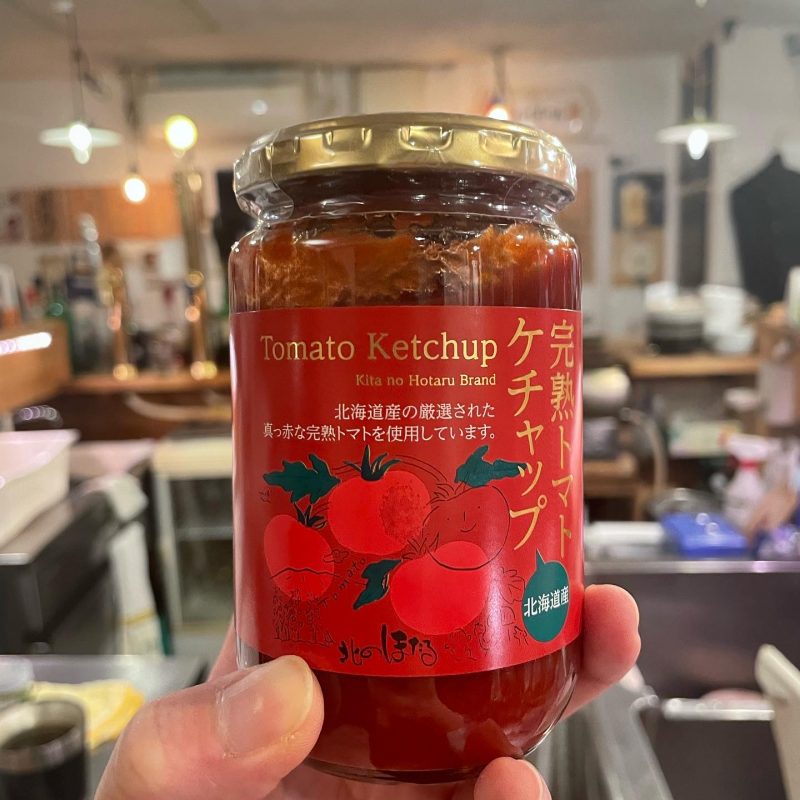 Tomato Ketchup
Kita no Hotaru Brand
完熟トマト
ケチャップ
北海道産の厳選された
真っ赤な完熟トマトを使用しています。
Tomato
北海道産
北のほたる